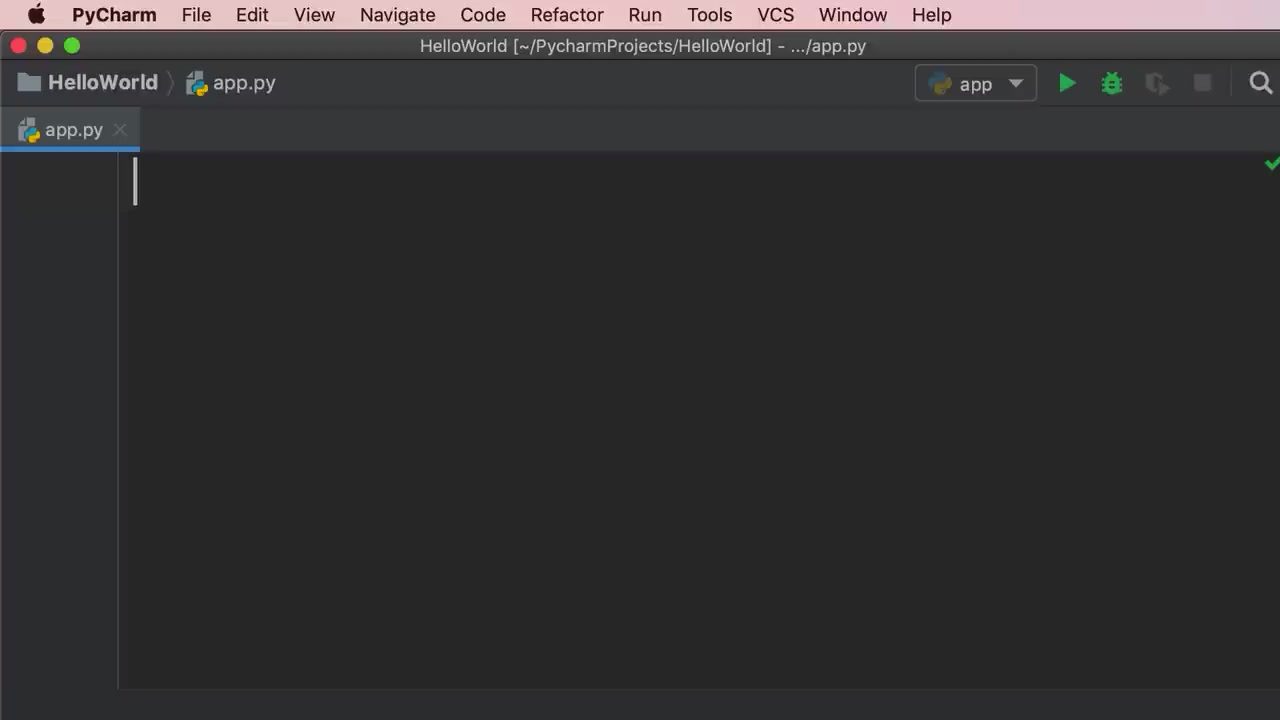 PyCharm File Edit View Navigate Code Refactor Run Tools VCS Window Help
HelloWorld [~/PycharmProjects/HelloWorld] - .../app.py
HelloWorld app.py app
app.py